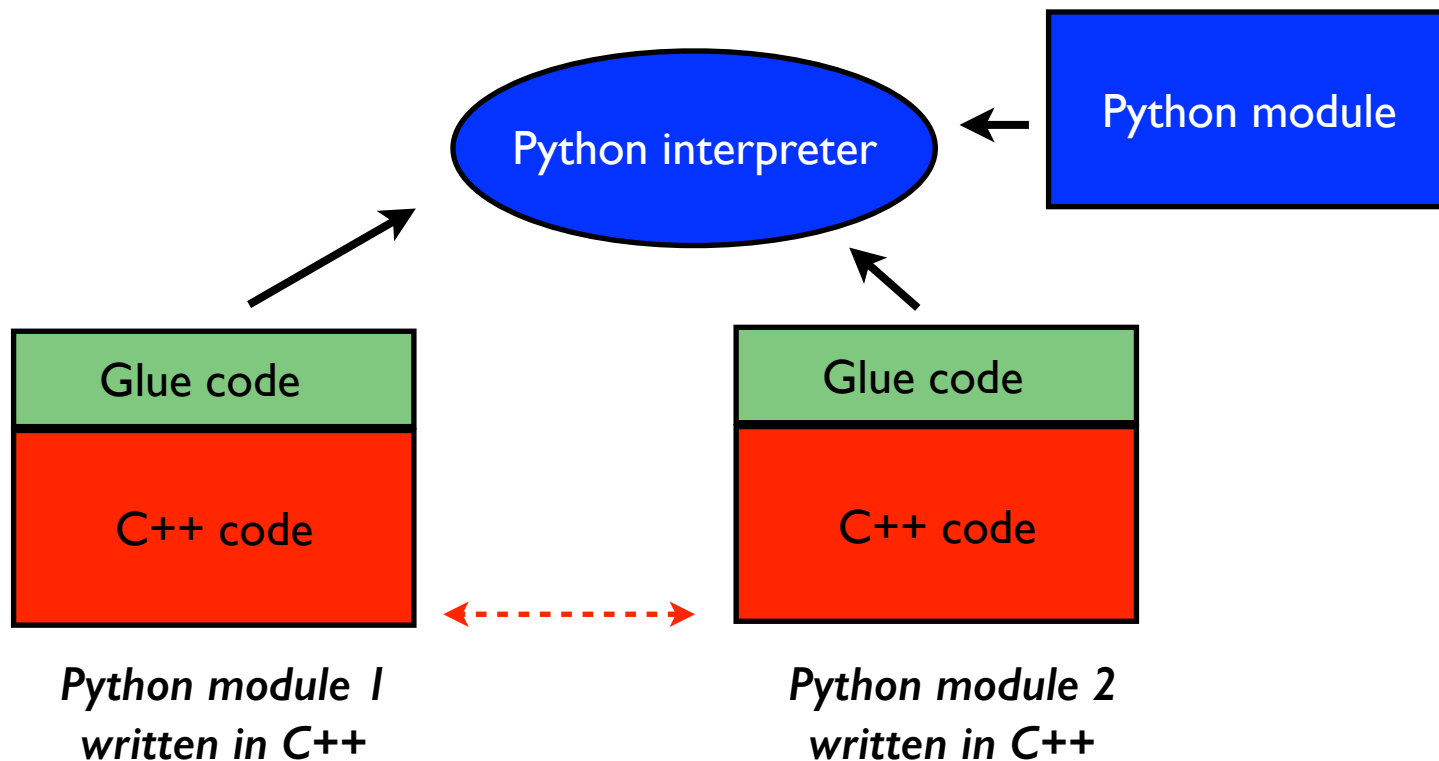 Python interpreter
Python module
Glue code
C++ code
Python module 1
written in C++
Glue code
C++ code
Python module 2
written in C++